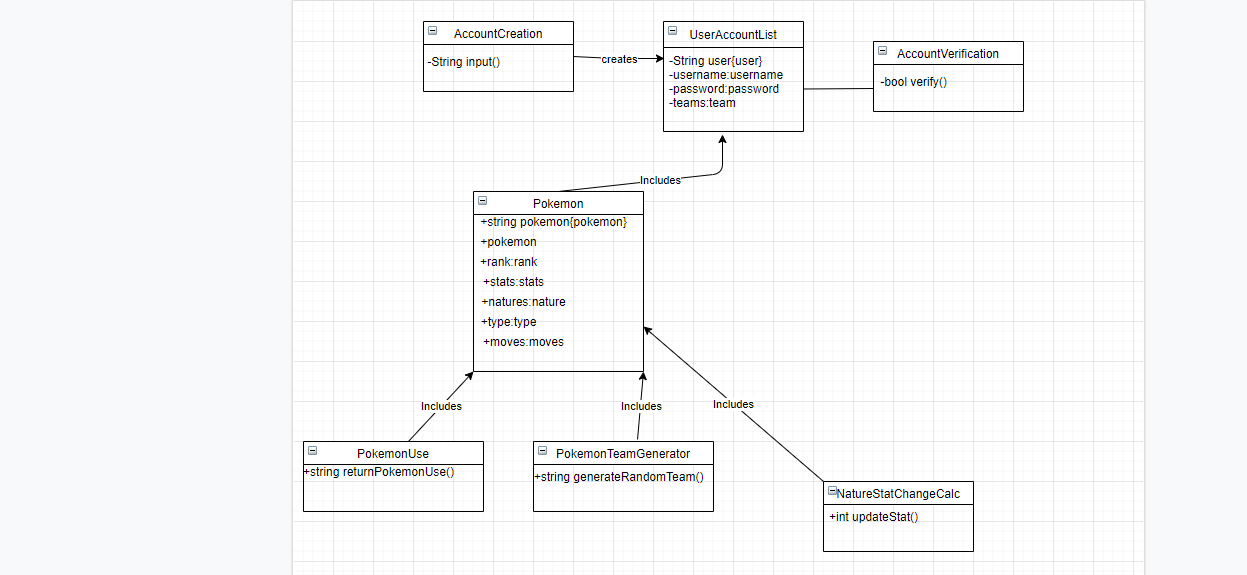 AccountCreation
-String input()
creates
UserAccountList
-String user{user}
-username:username
-password:password
-teams:team
AccountVerification
-bool verify()
Includes
Pokemon
+string pokemon{pokemon}
+pokemon
+rank:rank
+stats:stats
+natures:nature
+type:type
+moves:moves
Includes
Includes
Includes
PokemonUse
+string returnPokemonUse()
PokemonTeamGenerator
+string generateRandomTeam()
NatureStatChangeCalc
+int updateStat()